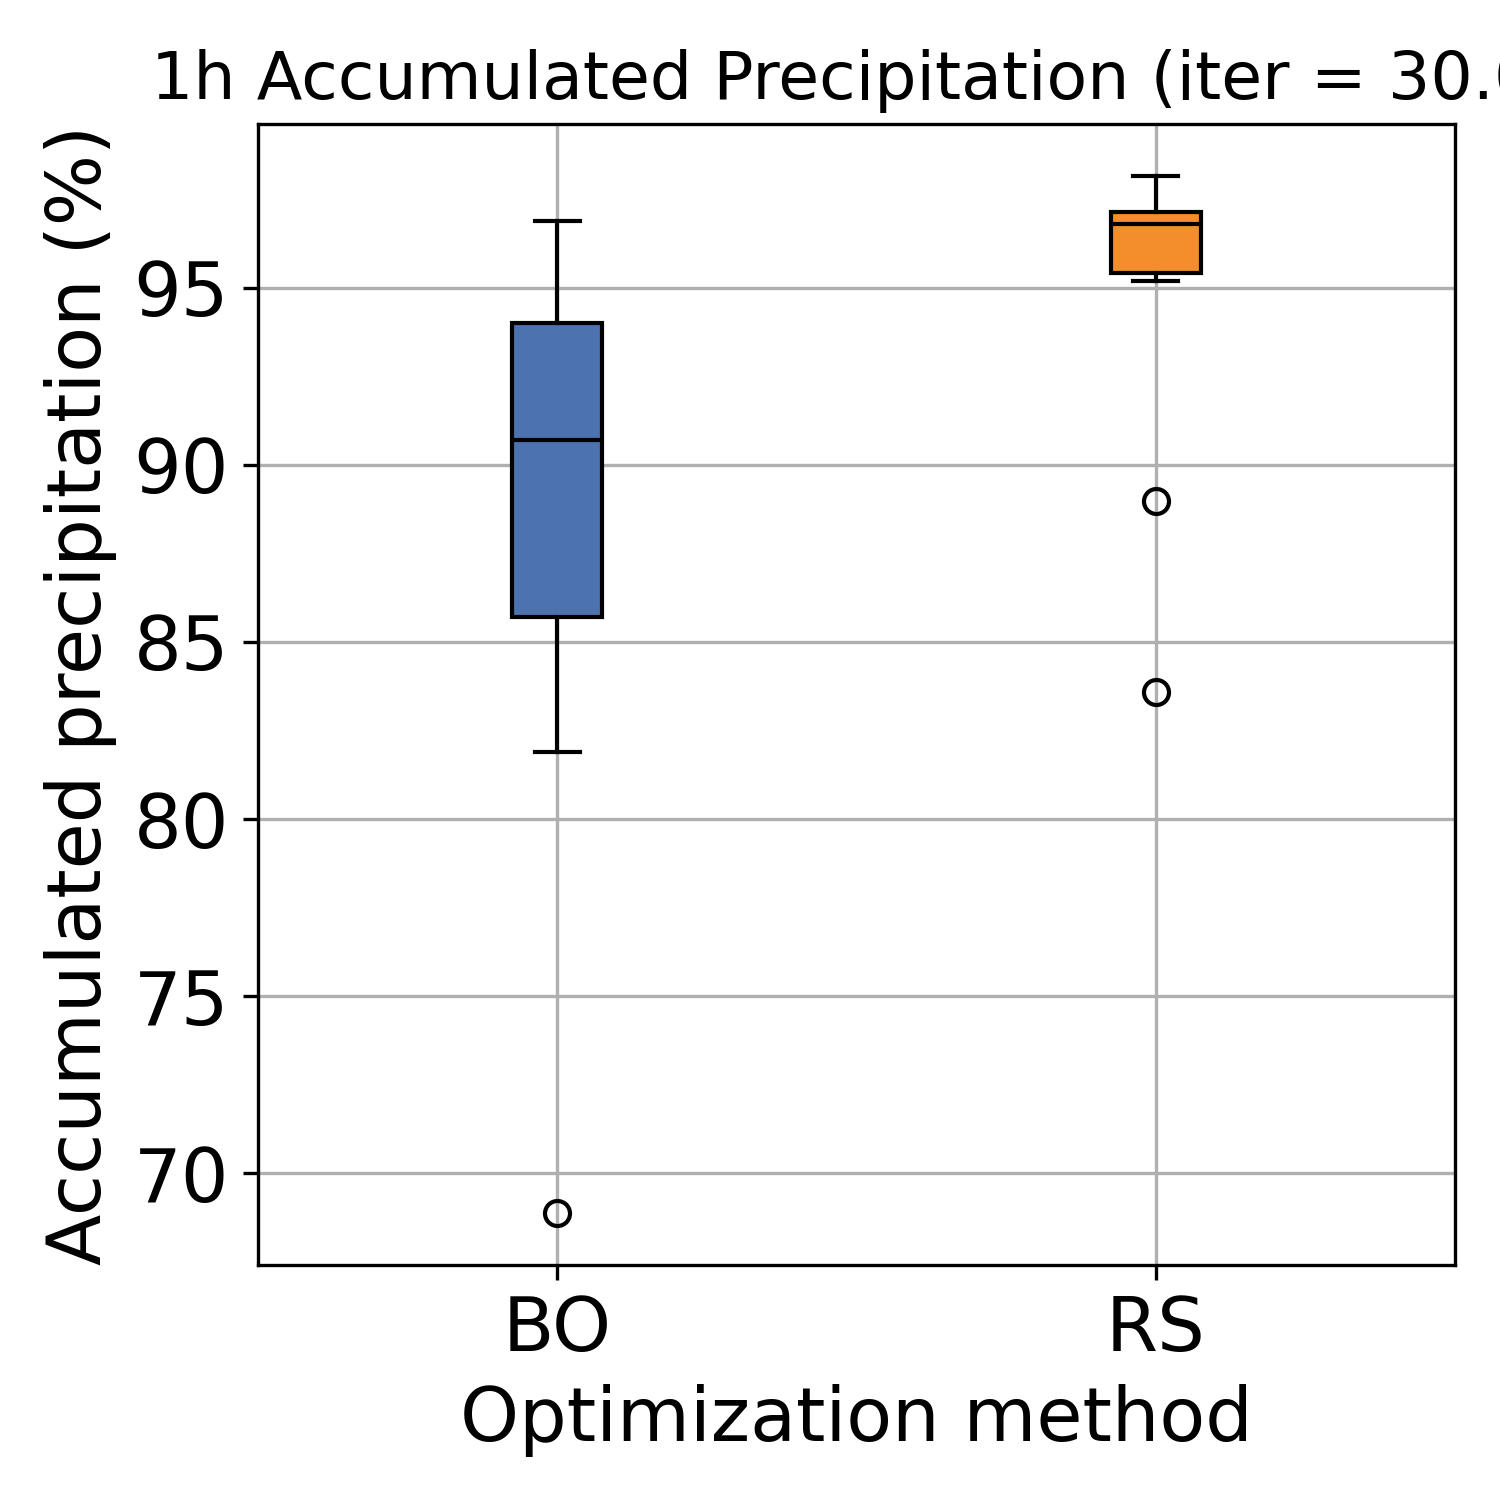 1h Accumulated Precipitation (iter = 30.
Accumulated precipitation (%)
95
90
85
80
75
70
BO RS
Optimization method